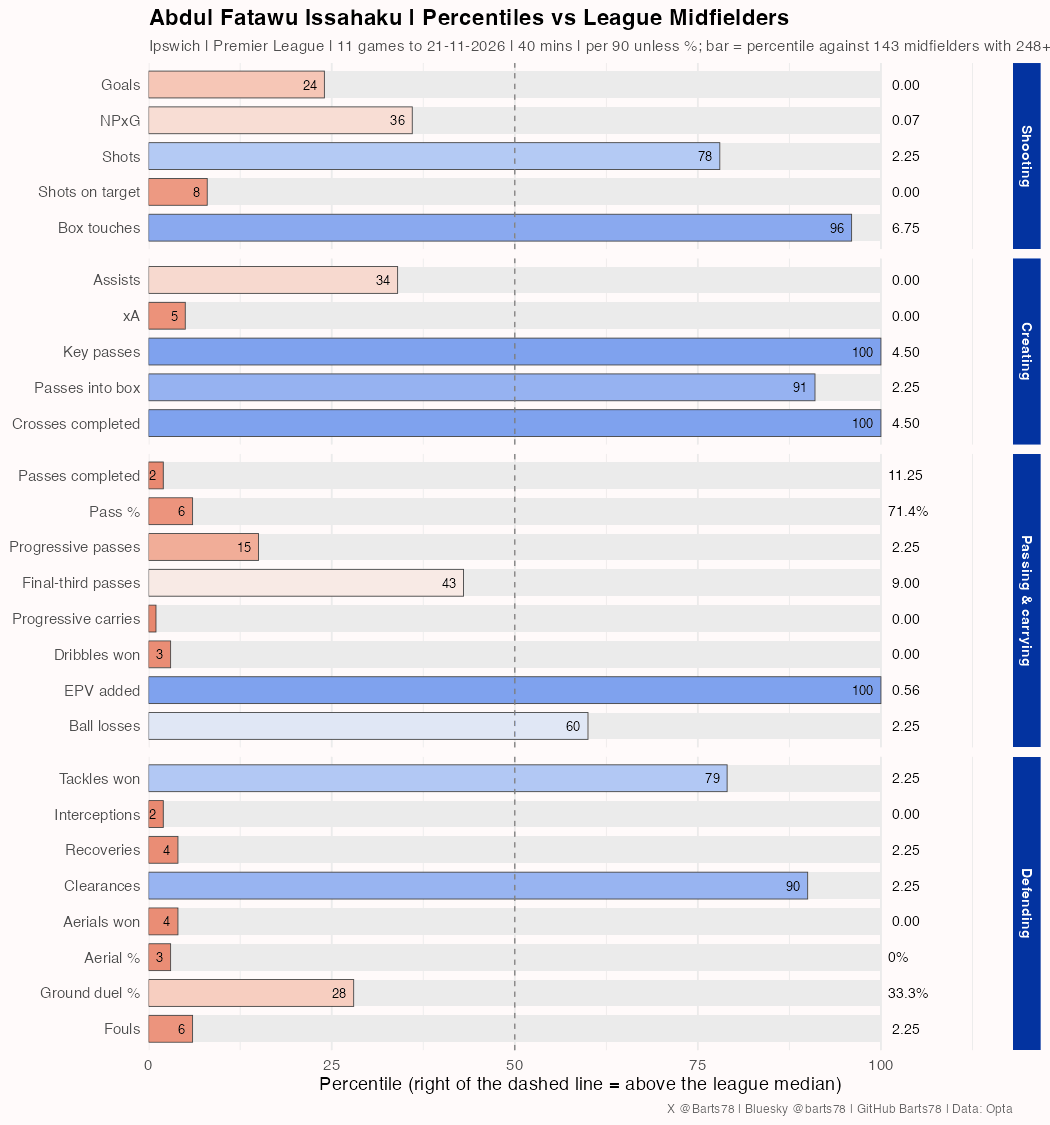 Abdul Fatawu Issahaku | Percentiles vs League Midfielders
Ipswich | Premier League | 11 games to 21-11-2026 | 40 mins | per 90 unless %; bar = percentile against 143 midfielders with 248+
Goals 24 0.00
NPxG 36 0.07
Shots 78 2.25
Shots on target 8 0.00
Box touches 96 6.75
Shooting
Assists 34 0.00
xA 5 0.00
Key passes 100 4.50
Passes into box 91 2.25
Crosses completed 100 4.50
Creating
Passes completed 2 11.25
Pass % 6 71.4%
Progressive passes 15 2.25
Final-third passes 43 9.00
Progressive carries 0.00
Dribbles won 3 0.00
EPV added 100 0.56
Ball losses 60 2.25
Passing & carrying
Tackles won 79 2.25
Interceptions 2 0.00
Recoveries 4 2.25
Clearances 90 2.25
Aerials won 4 0.00
Aerial % 3 0%
Ground duel % 28 33.3%
Fouls 6 2.25
Defending
0 25 50 75 100
Percentile (right of the dashed line = above the league median)
X @Barts78 | Bluesky @barts78 | GitHub Barts78 | Data: Opta